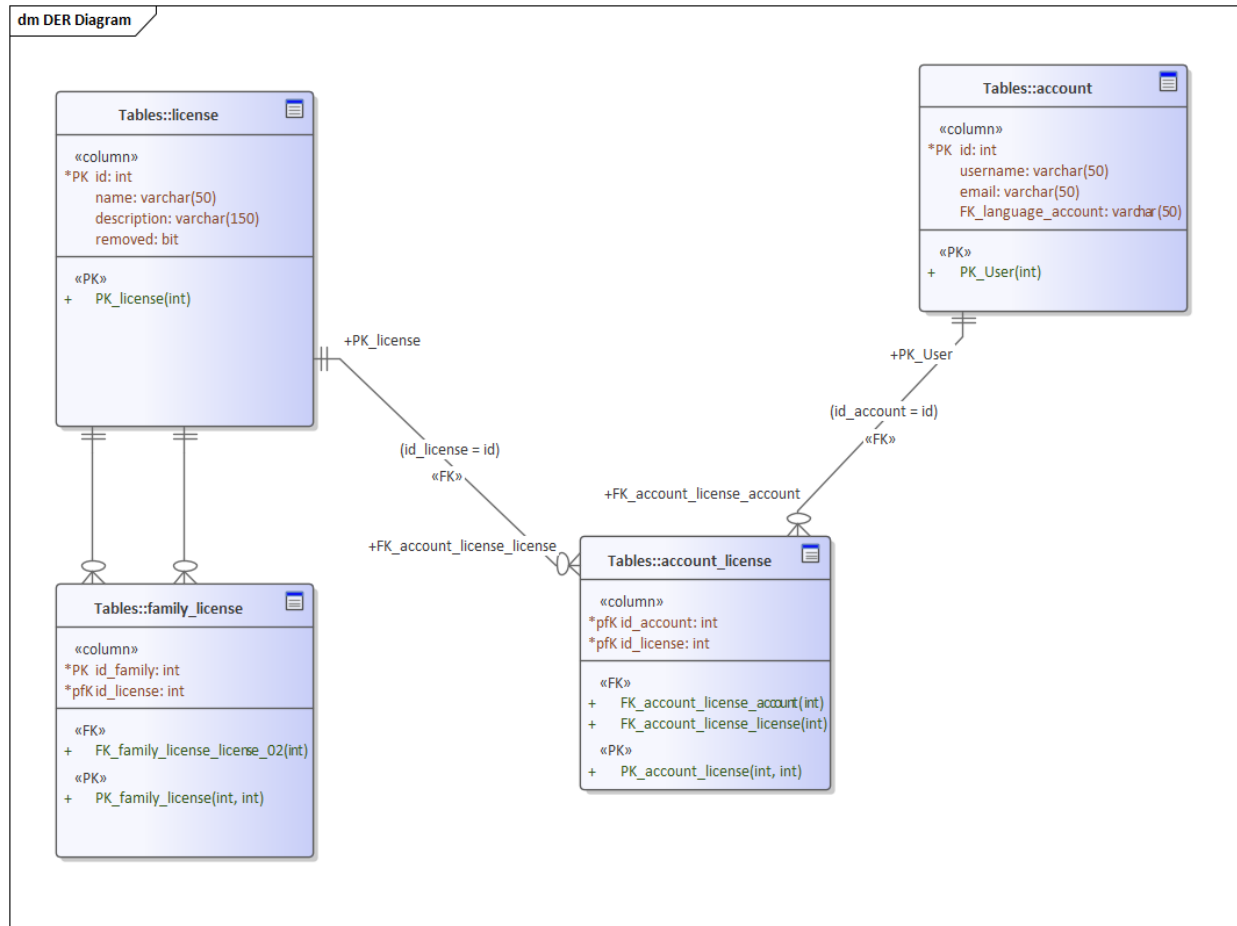 dm DER Diagram
Tables::license
«column»
*PK id: int
name: varchar(50)
description: varchar(150)
removed: bit
«PK»
+ PK_license(int)
Tables::account
«column»
*PK id: int
username: varchar(50)
email: varchar(50)
FK_language_account: varchar(50)
«PK»
+ PK_User(int)
+PK_license
(id_license = id)
«FK»
+FK_account_license_license
+PK_User
(id_account = id)
«FK»
+FK_account_license_account
Tables::family_license
«column»
*PK id_family: int
*pfK id_license: int
«FK»
+ FK_family_license_license_02(int)
«PK»
+ PK_family_license(int, int)
Tables::account_license
«column»
*pfK id_account: int
*pfK id_license: int
«FK»
+ FK_account_license_account(int)
+ FK_account_license_license(int)
«PK»
+ PK_account_license(int, int)